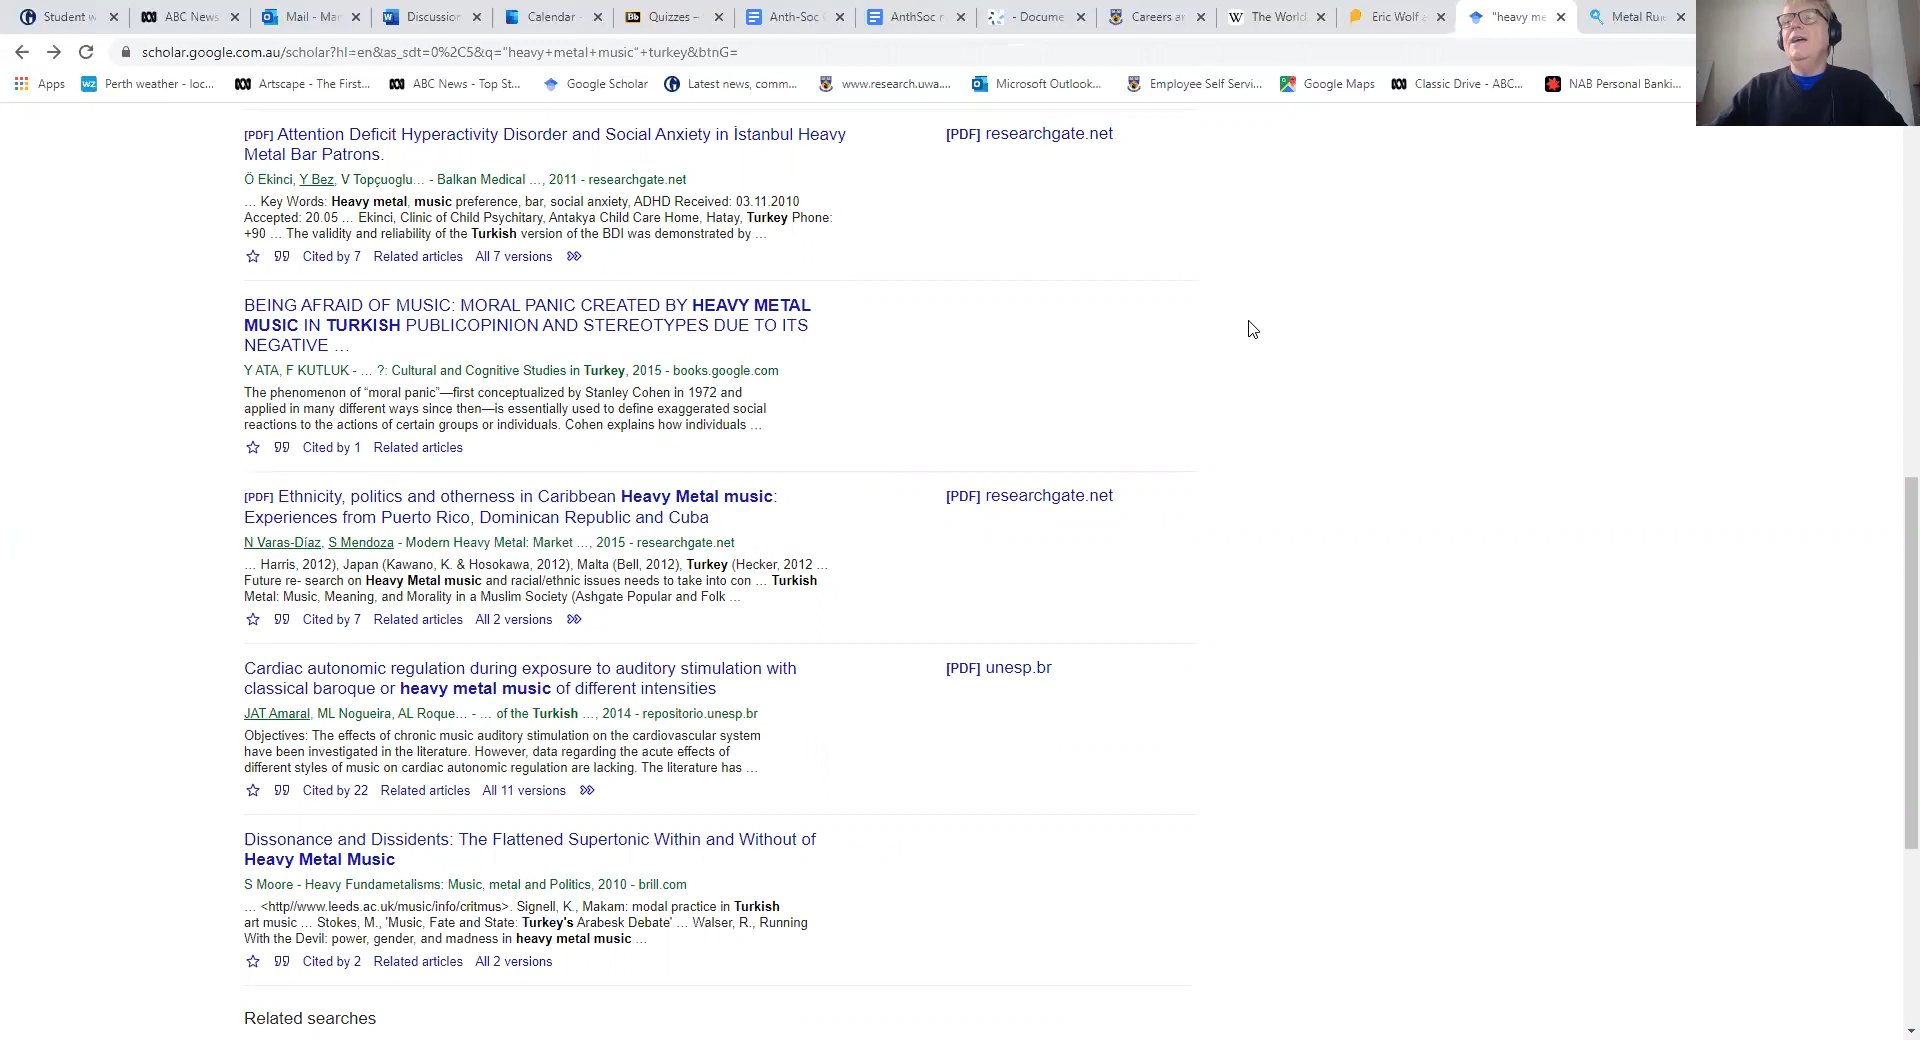 Student w
ABC News
Mail - Mar
Discussion
Calendar -
Quizzes –
Anth-Soc
AnthSoc r
- Docume
Careers ar
The World
Eric Wolf a
"heavy me
Metal Rul
scholar.google.com.au/scholar?hl=en&as_sdt=0%2C5&q="heavy+metal+music"+turkey&btnG=
Apps
Perth weather - loc...
Artscape - The First...
ABC News - Top St...
Google Scholar
Latest news, comm...
www.research.uwa....
Microsoft Outlook...
Employee Self Servi...
Google Maps
Classic Drive - ABC...
NAB Personal Banki...
[PDF] Attention Deficit Hyperactivity Disorder and Social Anxiety in İstanbul Heavy
Metal Bar Patrons.
[PDF] researchgate.net
Ö Ekinci, Y Bez, V Topçuoglu… - Balkan Medical …, 2011 - researchgate.net
… Key Words: Heavy metal, music preference, bar, social anxiety, ADHD Received: 03.11.2010
Accepted: 20.05 … Ekinci, Clinic of Child Psychitary, Antakya Child Care Home, Hatay, Turkey Phone:
+90 … The validity and reliability of the Turkish version of the BDI was demonstrated by …
Cited by 7 Related articles All 7 versions
BEING AFRAID OF MUSIC: MORAL PANIC CREATED BY HEAVY METAL
MUSIC IN TURKISH PUBLICOPINION AND STEREOTYPES DUE TO ITS
NEGATIVE …
Y ATA, F KUTLUK - … ?: Cultural and Cognitive Studies in Turkey, 2015 - books.google.com
The phenomenon of “moral panic”—first conceptualized by Stanley Cohen in 1972 and
applied in many different ways since then—is essentially used to define exaggerated social
reactions to the actions of certain groups or individuals. Cohen explains how individuals …
Cited by 1 Related articles
[PDF] Ethnicity, politics and otherness in Caribbean Heavy Metal music:
Experiences from Puerto Rico, Dominican Republic and Cuba
[PDF] researchgate.net
N Varas-Díaz, S Mendoza - Modern Heavy Metal: Market …, 2015 - researchgate.net
… Harris, 2012), Japan (Kawano, K. & Hosokawa, 2012), Malta (Bell, 2012), Turkey (Hecker, 2012 …
Future re- search on Heavy Metal music and racial/ethnic issues needs to take into con … Turkish
Metal: Music, Meaning, and Morality in a Muslim Society (Ashgate Popular and Folk …
Cited by 7 Related articles All 2 versions
Cardiac autonomic regulation during exposure to auditory stimulation with
classical baroque or heavy metal music of different intensities
[PDF] unesp.br
JAT Amaral, ML Nogueira, AL Roque… - … of the Turkish …, 2014 - repositorio.unesp.br
Objectives: The effects of chronic music auditory stimulation on the cardiovascular system
have been investigated in the literature. However, data regarding the acute effects of
different styles of music on cardiac autonomic regulation are lacking. The literature has …
Cited by 22 Related articles All 11 versions
Dissonance and Dissidents: The Flattened Supertonic Within and Without of
Heavy Metal Music
S Moore - Heavy Fundametalisms: Music, metal and Politics, 2010 - brill.com
… <http//www.leeds.ac.uk/music/info/critmus>. Signell, K., Makam: modal practice in Turkish
art music … Stokes, M., 'Music, Fate and State: Turkey's Arabesk Debate' … Walser, R., Running
With the Devil: power, gender, and madness in heavy metal music …
Cited by 2 Related articles All 2 versions
Related searches